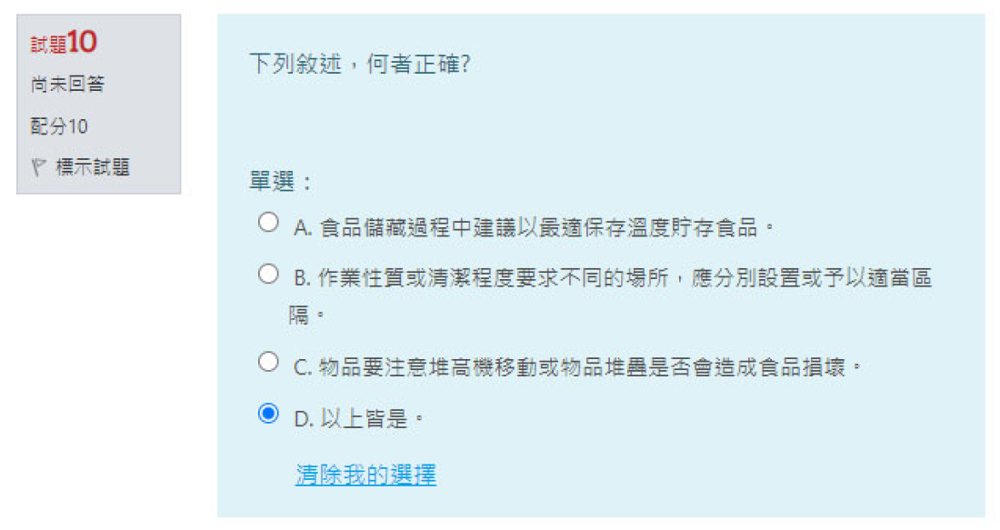 試題10
尚未回答
配分10
標示試題
下列敘述，何者正確?
單選：
A. 食品儲藏過程中建議以最適保存溫度貯存食品。
B. 作業性質或清潔程度要求不同的場所，應分別設置或予以適當區
隔。
C. 物品要注意堆高機移動或物品堆疊是否會造成食品損壞。
D. 以上皆是。
清除我的選擇